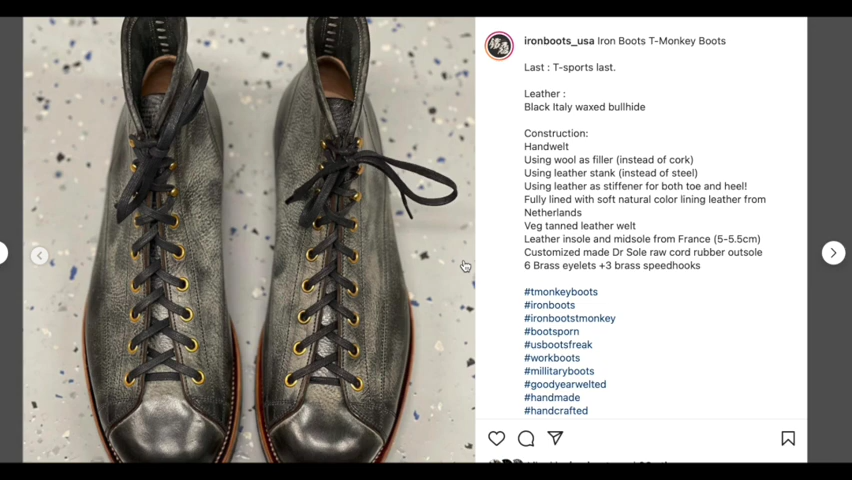 ironboots_usa Iron Boots T-Monkey Boots
Last : T-sports last.
Leather :
Black Italy waxed bullhide
Construction:
Handwelt
Using wool as filler (instead of cork)
Using leather stank (instead of steel)
Using leather as stiffener for both toe and heel!
Fully lined with soft natural color lining leather from
Netherlands
Veg tanned leather welt
Leather insole and midsole from France (5-5.5cm)
Customized made Dr Sole raw cord rubber outsole
6 Brass eyelets +3 brass speedhooks
#tmonkeyboots
#ironboots
#ironbootstmonkey
#bootsporn
#usbootsfreak
#workboots
#millitaryboots
#goodyearwelted
#handmade
#handcrafted